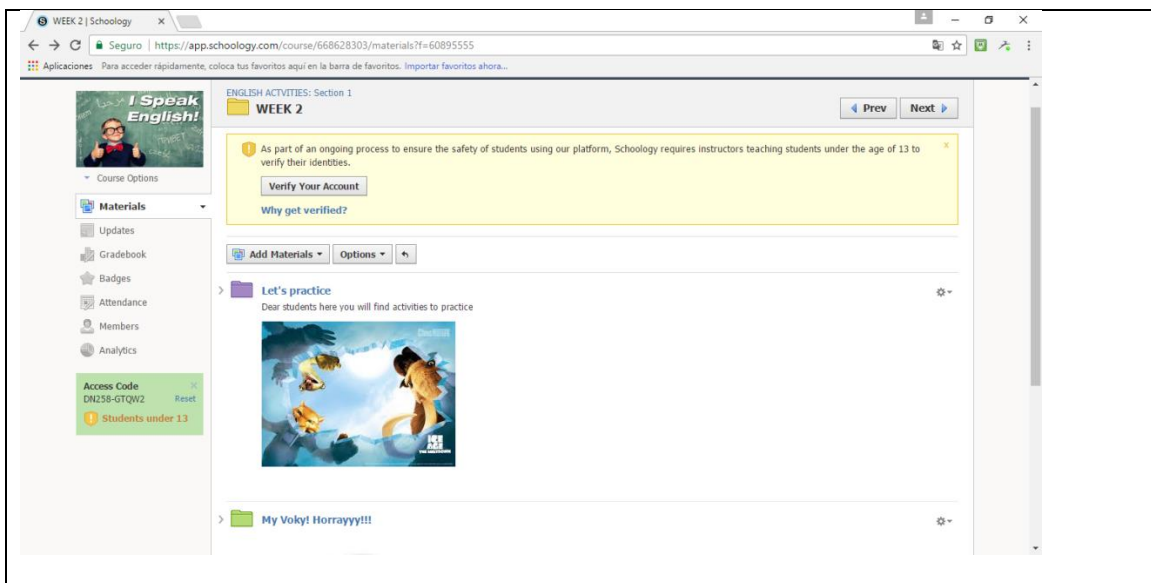 WEEK 2 | Schoology
Seguro | https://app.schoology.com/course/668628303/materials?f=60895555
Aplicaciones Para acceder rápidamente, coloca tus favoritos aquí en la barra de favoritos. Importar favoritos ahora...
I Speak
English!
Course Options
Materials
Updates
Gradebook
Badges
Attendance
Members
Analytics
Access Code
DN258-GTQW2 Reset
Students under 13
ENGLISH ACTVITIES: Section 1
WEEK 2
Prev Next
As part of an ongoing process to ensure the safety of students using our platform, Schoology requires instructors teaching students under the age of 13 to
verify their identities.
Verify Your Account
Why get verified?
Add Materials Options
Let's practice
Dear students here you will find activities to practice
ICE
AGE
THE MELTDOWN
My Voky! Horrayyy!!!